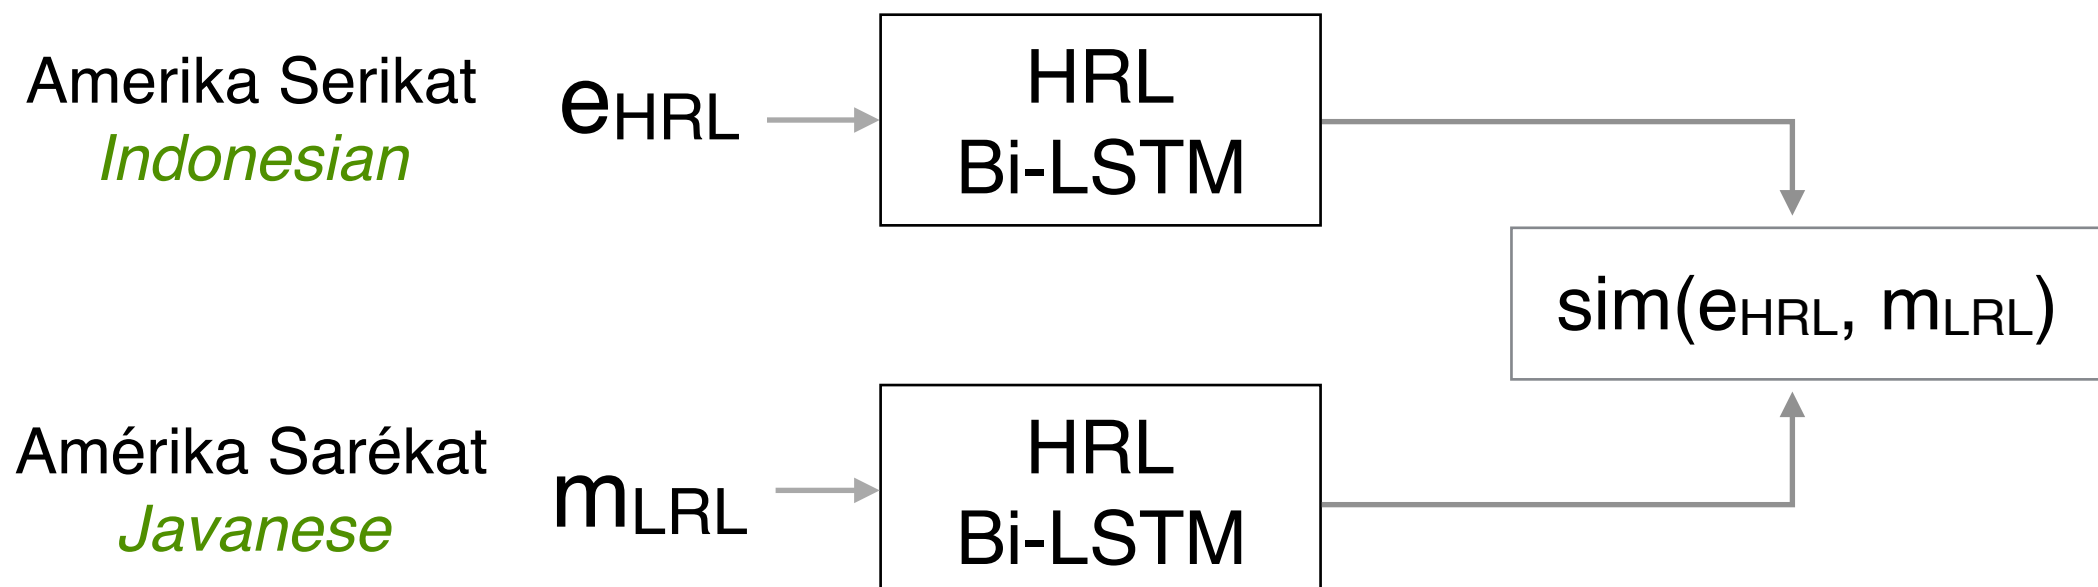 Amerika Serikat
Indonesian
eHRL
HRL
Bi-LSTM
sim(eHRL, mLRL)
Amérika Sarékat
Javanese
mLRL
HRL
Bi-LSTM